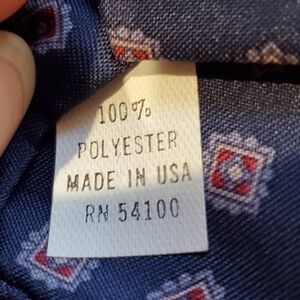 100%
POLYESTER
MADE IN USA
RN 54100